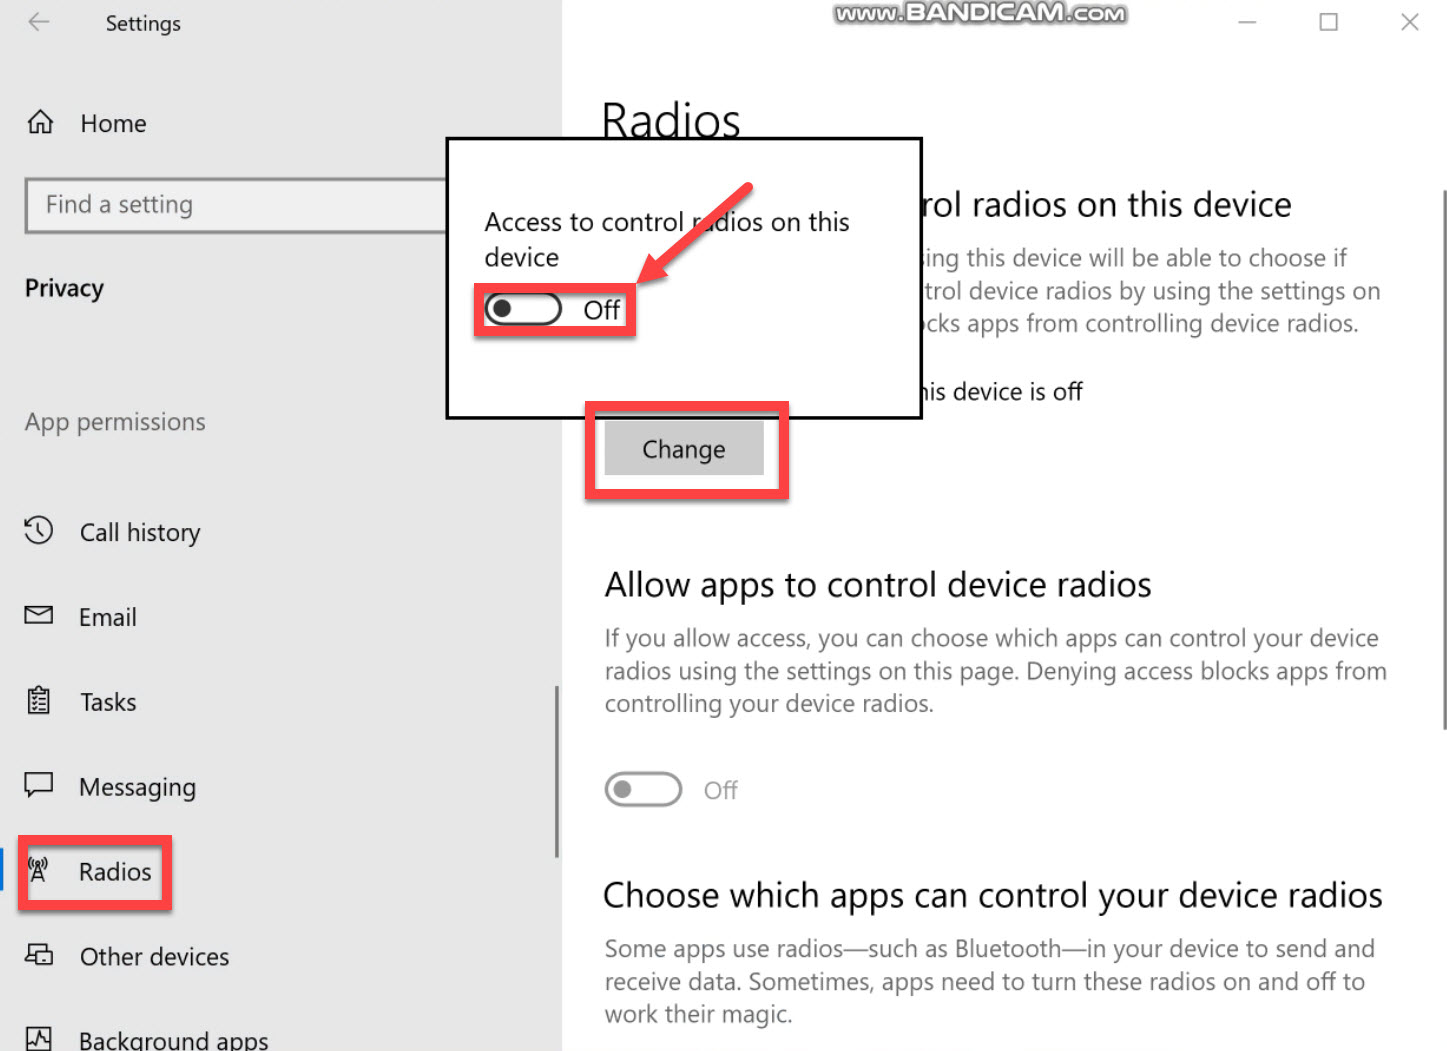 Settings
www.BANDICAM.com
Home
Find a setting
Privacy
App permissions
Call history
Email
Tasks
Messaging
Radios
Other devices
Background apps
Radios
Access to control radios on this
device
Off
rol radios on this device
ing this device will be able to choose if
trol device radios by using the settings on
cks apps from controlling device radios.
his device is off
Change
Allow apps to control device radios
If you allow access, you can choose which apps can control your device
radios using the settings on this page. Denying access blocks apps from
controlling your device radios.
Off
Choose which apps can control your device radios
Some apps use radios—such as Bluetooth—in your device to send and
receive data. Sometimes, apps need to turn these radios on and off to
work their magic.